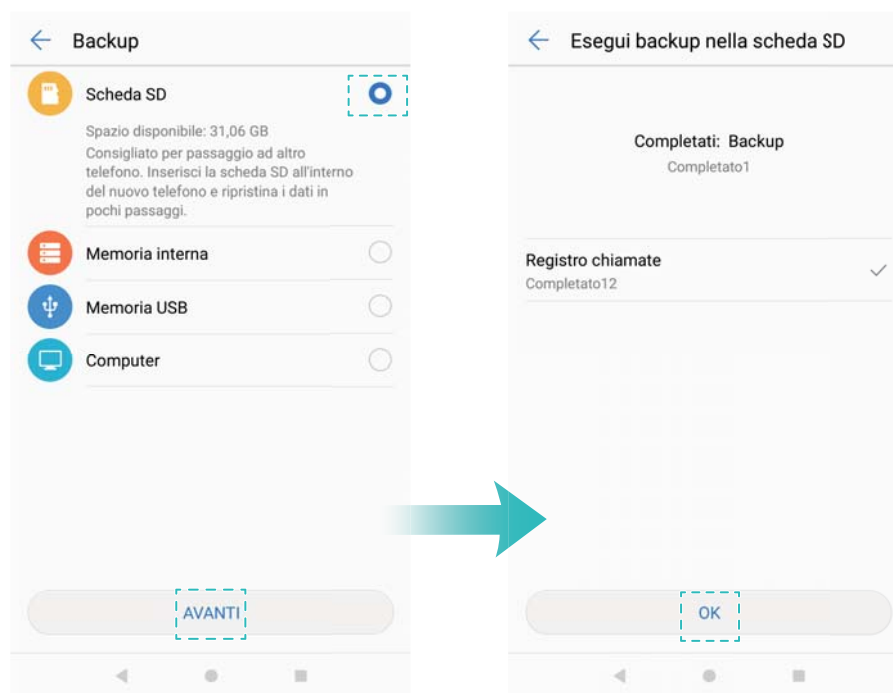 Backup
Scheda SD
Spazio disponibile: 31,06 GB
Consigliato per passaggio ad altro
telefono. Inserisci la scheda SD all'interno
del nuovo telefono e ripristina i dati in
pochi passaggi.
Memoria interna
Memoria USB
Computer
AVANTI
Esegui backup nella scheda SD
Completati: Backup
Completato1
Registro chiamate
Completato12
OK